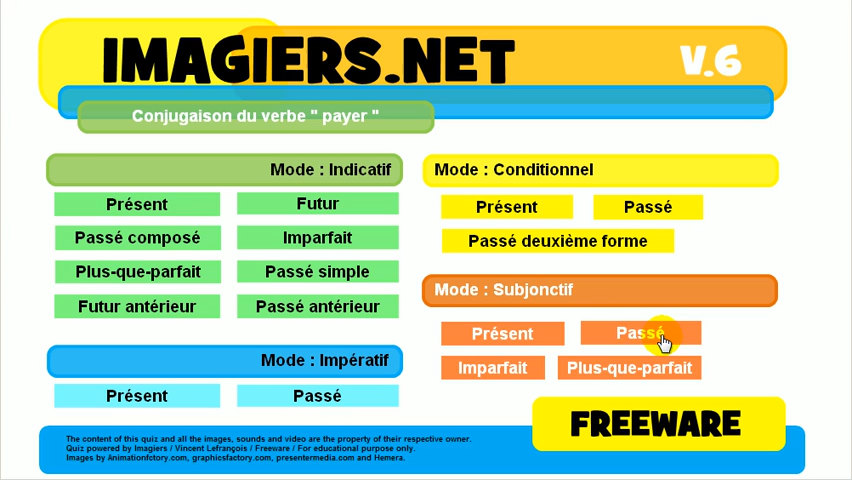 IMAGIERS.NET
V.6
Conjugaison du verbe " payer "
Mode : Indicatif
Présent
Futur
Passé composé
Imparfait
Plus-que-parfait
Passé simple
Futur antérieur
Passé antérieur
Mode : Impératif
Présent
Passé
Mode : Conditionnel
Présent
Passé
Passé deuxième forme
Mode : Subjonctif
Présent
Passé
Imparfait
Plus-que-parfait
FREEWARE
The content of this quiz and all the images, sounds and video are the property of their respective owner.
Quiz powered by Imagiers / Vincent Lefrançois / Freeware / For educational purpose only.
Images by Animationfctory.com, graphicsfactory.com, presentermedia.com and Hemera.